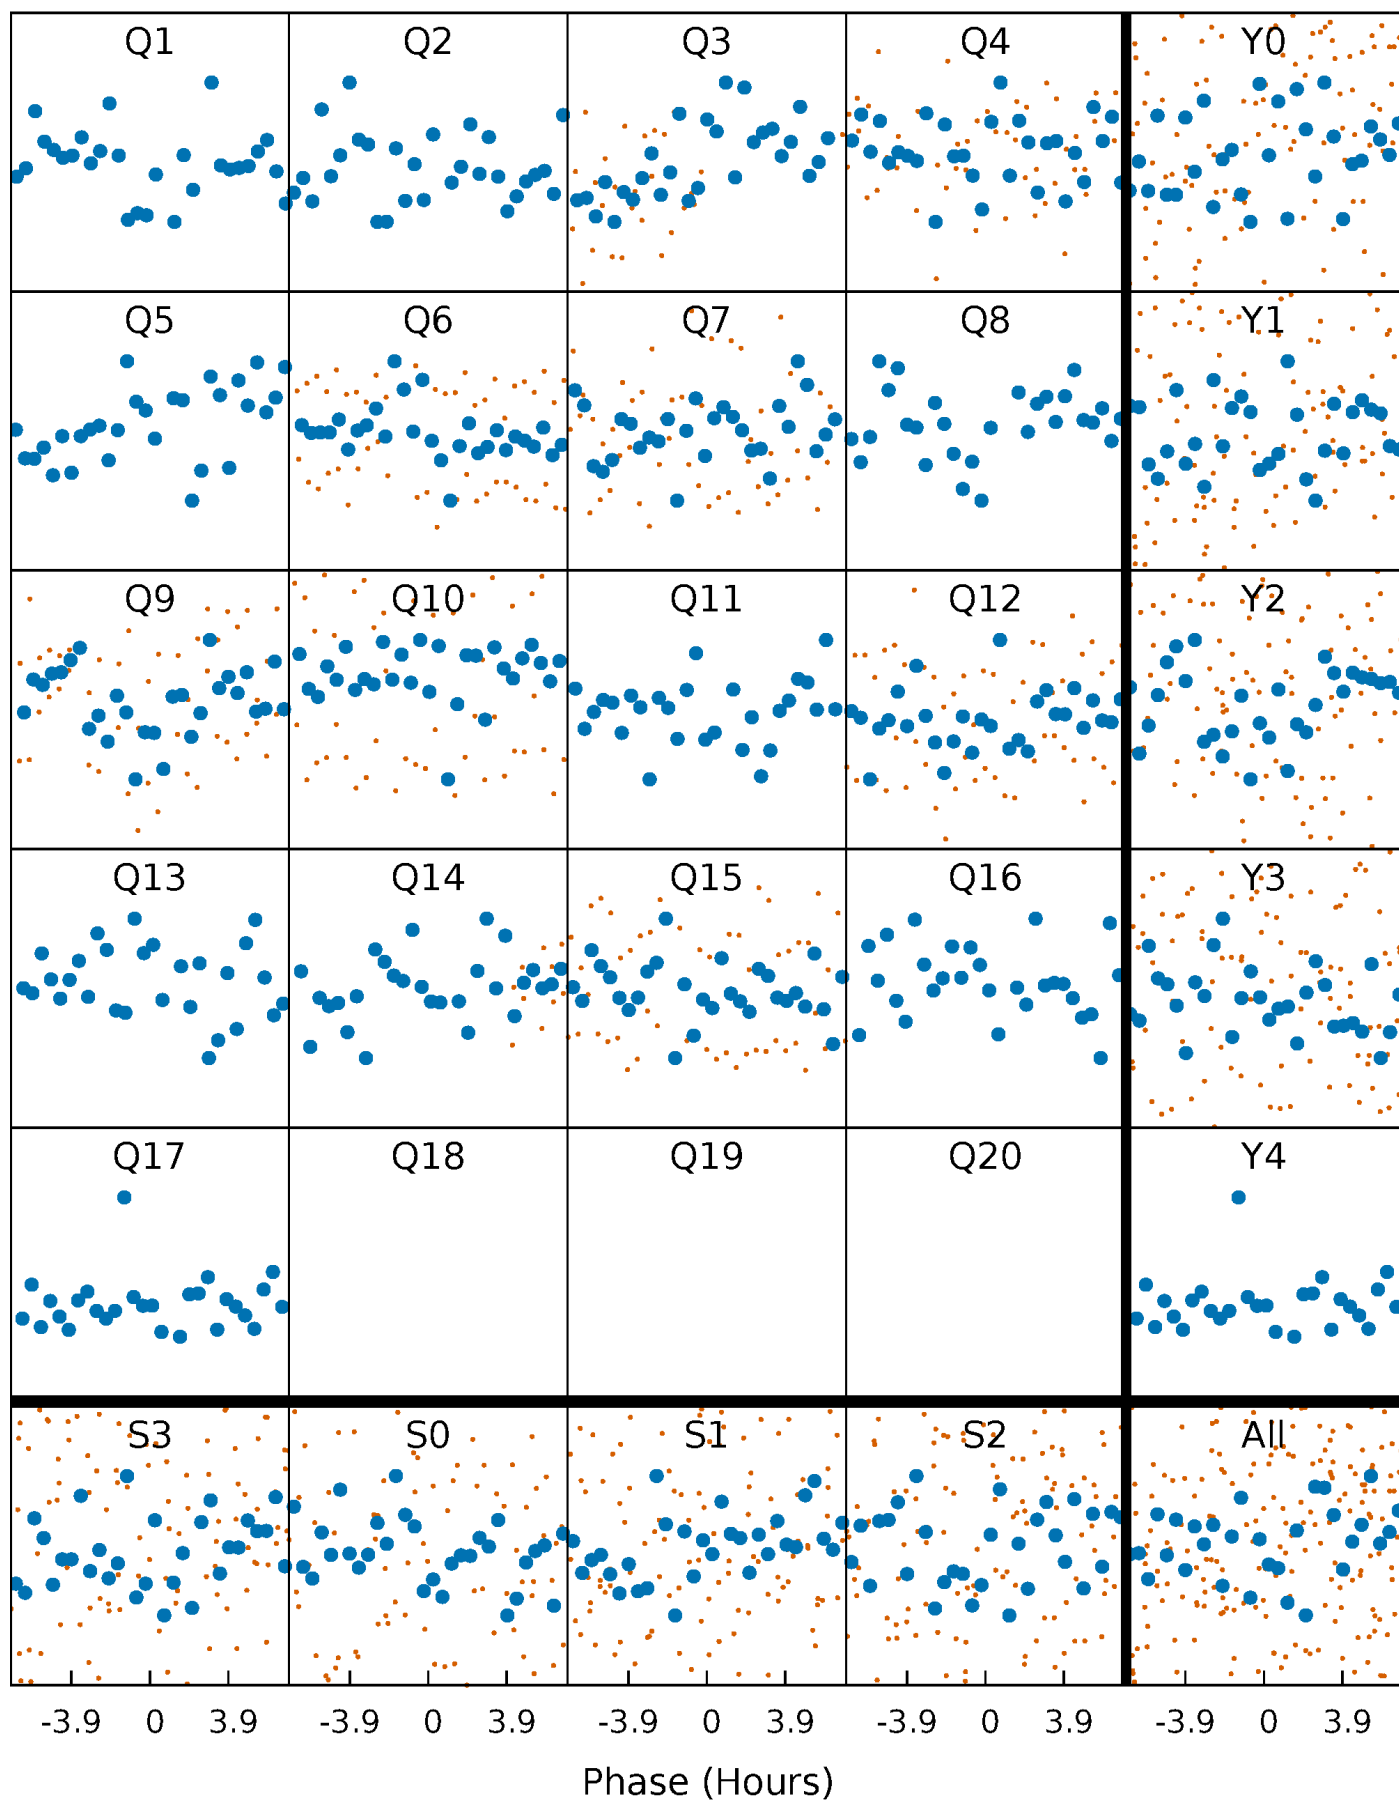 Q1 Q2 Q3 Q4 Y0
Q5 Q6 Q7 Q8 Y1
Q9 Q10 Q11 Q12 Y2
Q13 Q14 Q15 Q16 Y3
Q17 Q18 Q19 Q20 Y4
S3 S0 S1 S2 All
-3.9 0 3.9 -3.9 0 3.9 -3.9 0 3.9 -3.9 0 3.9 -3.9 0 3.9
Phase (Hours)